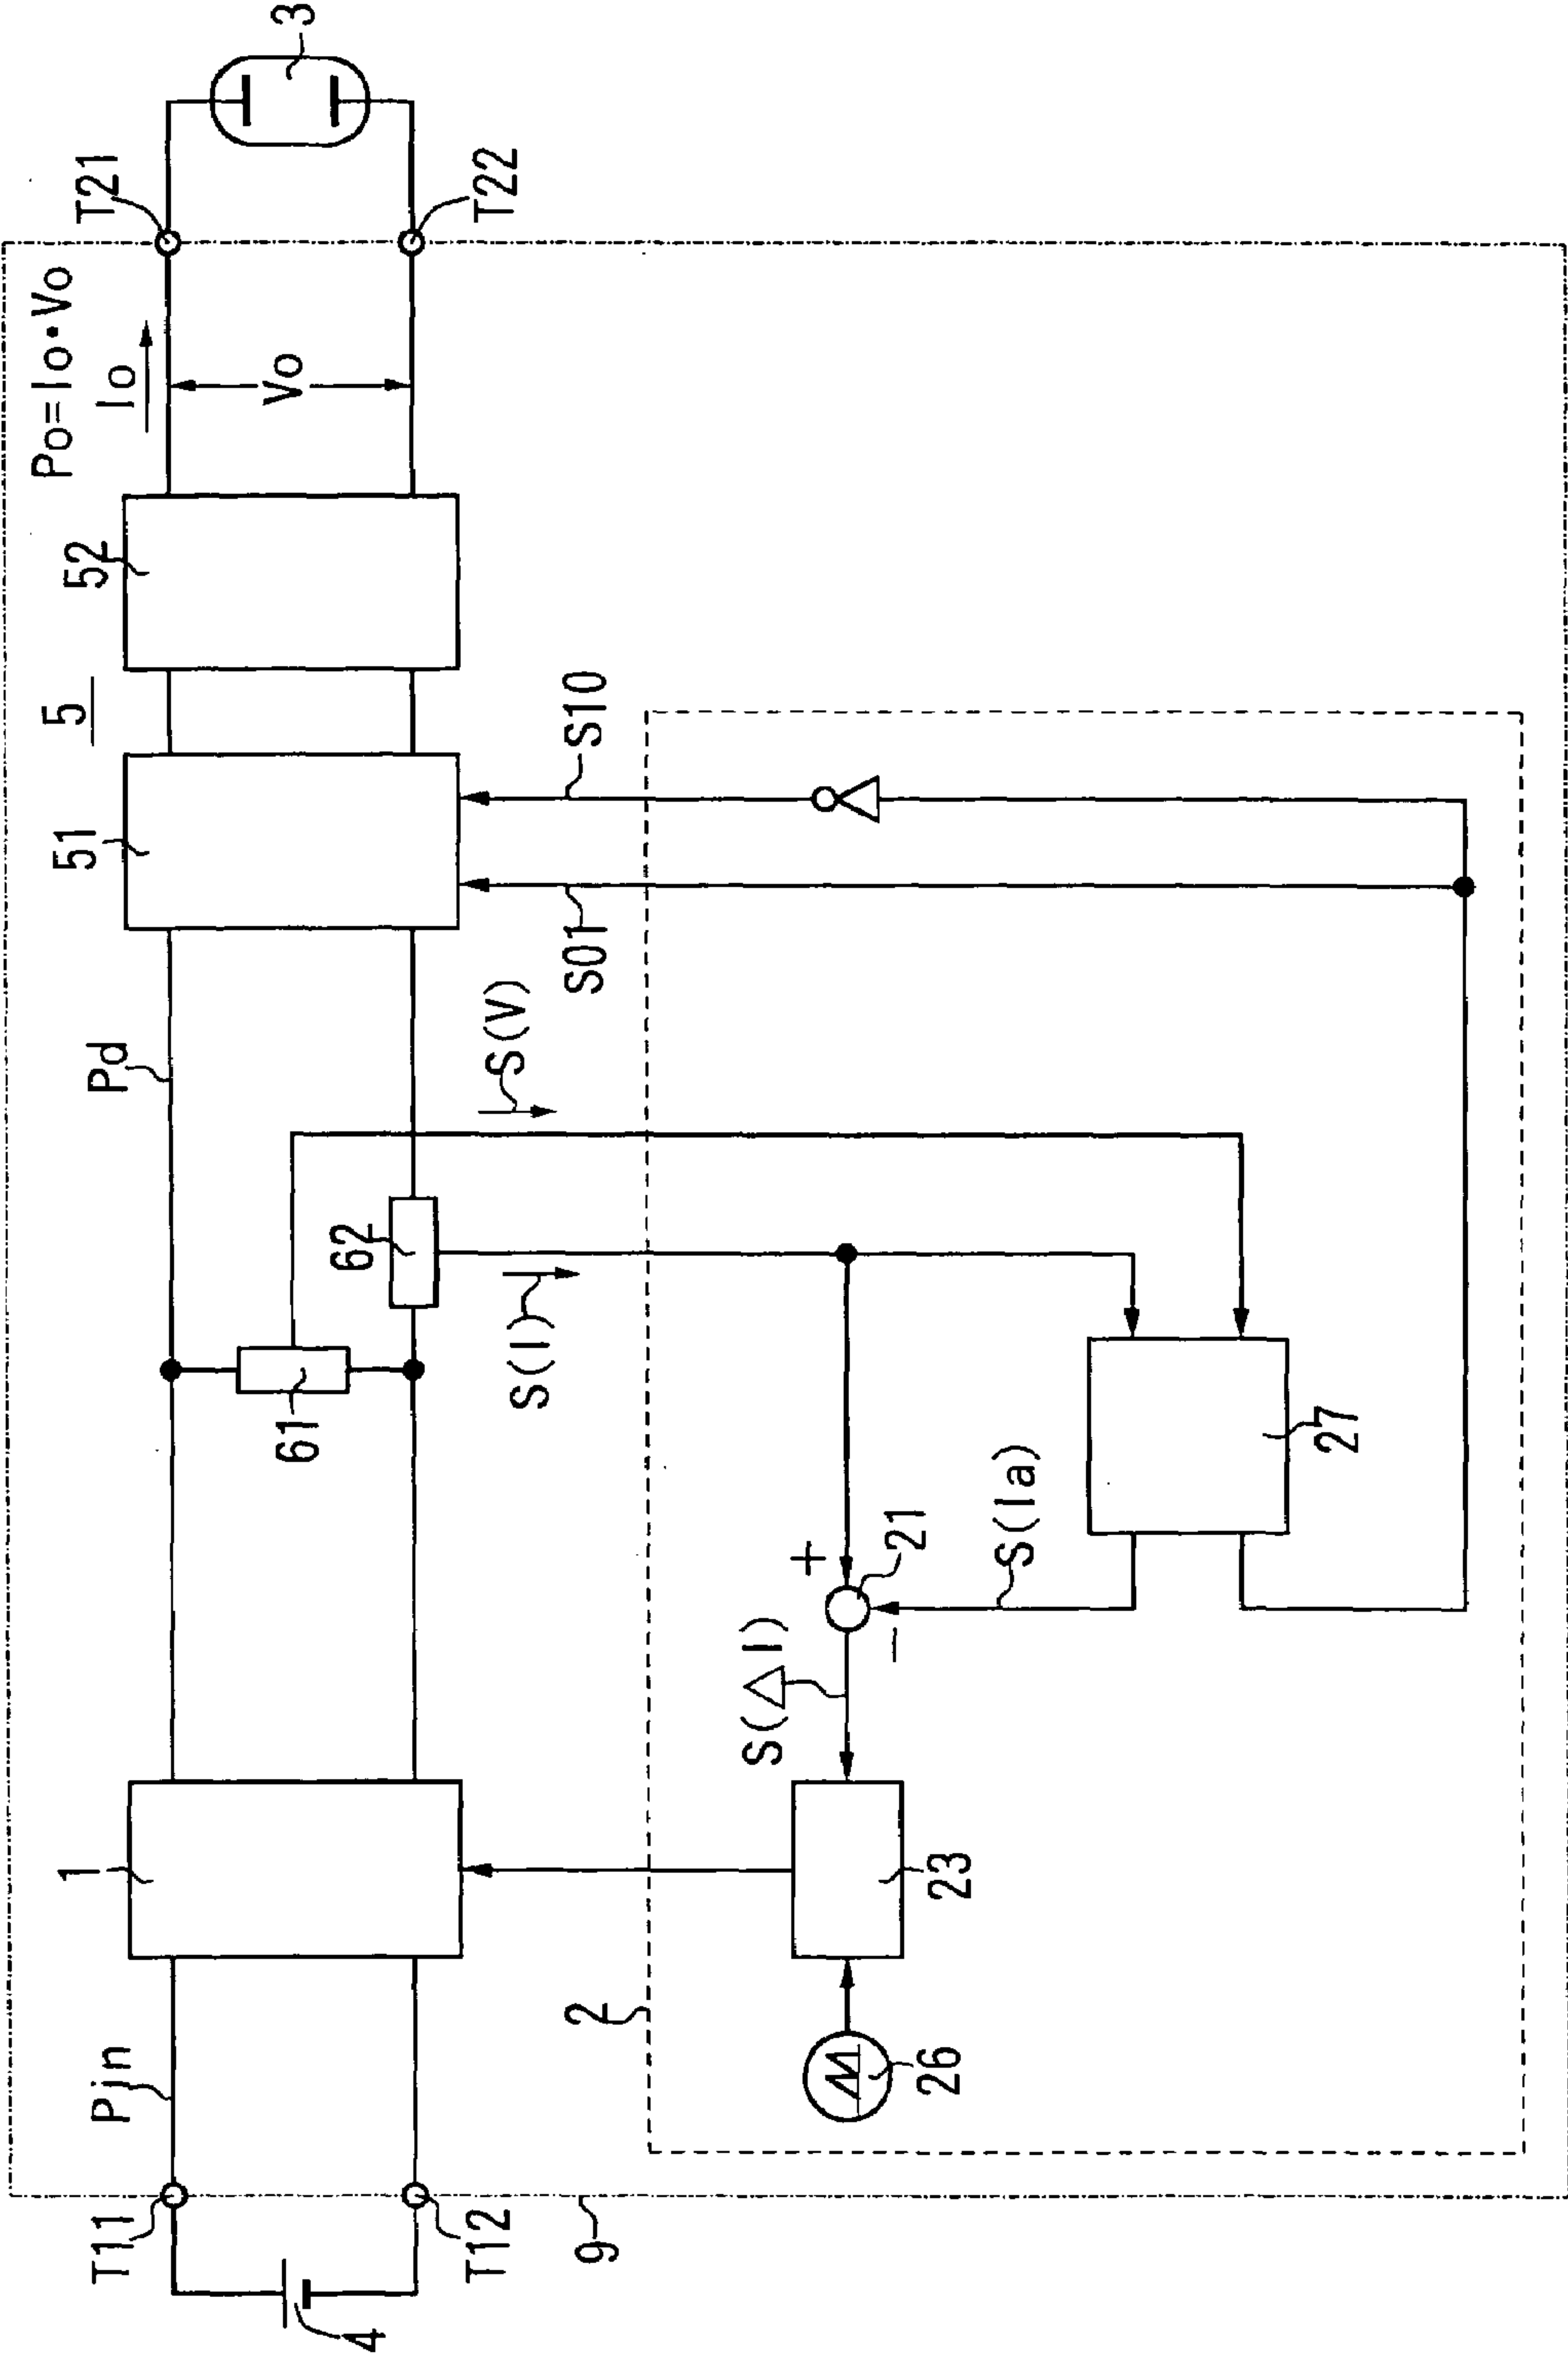 Po=Io•Vo
Io
Vo
T21
T22
3
52
5
51
S10
S01
Pd
S(V)
62
S(I)
61
27
S(Ia)
21
+
−
S(△I)
23
26
2
1
Pin
T11
T12
4
9